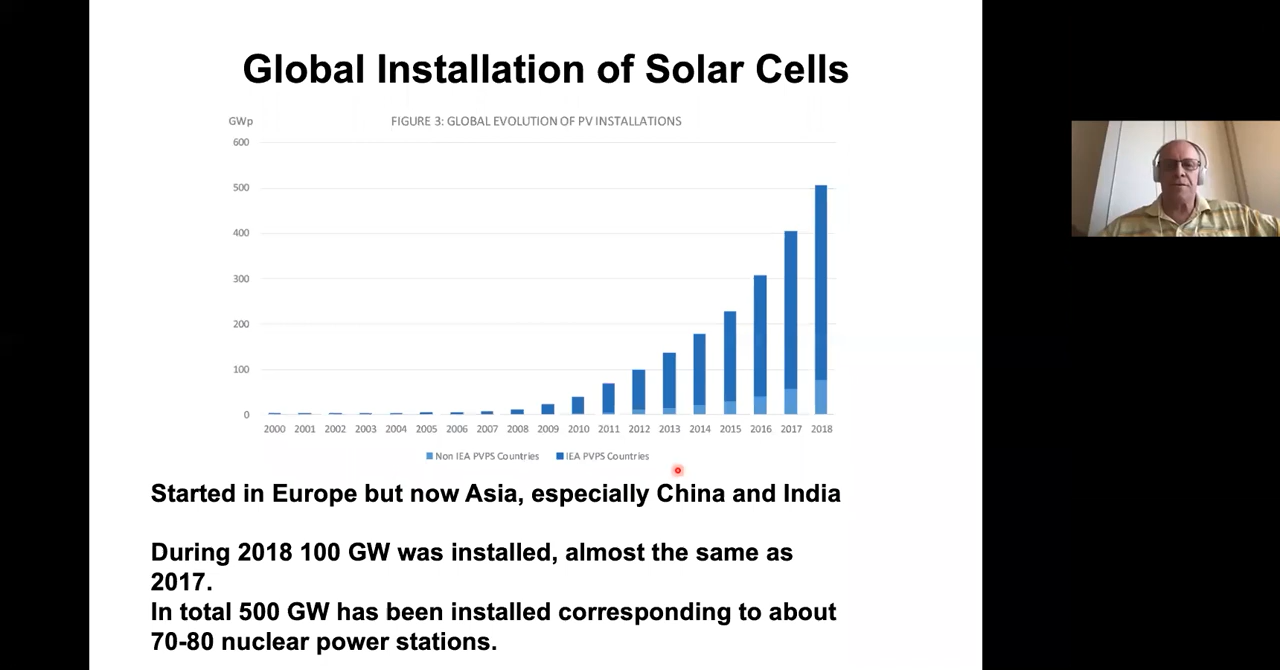 Global Installation of Solar Cells
GWp
FIGURE 3: GLOBAL EVOLUTION OF PV INSTALLATIONS
600
500
400
300
200
100
0
2000 2001 2002 2003 2004 2005 2006 2007 2008 2009 2010 2011 2012 2013 2014 2015 2016 2017 2018
Non IEA PVPS Countries IEA PVPS Countries
Started in Europe but now Asia, especially China and India
During 2018 100 GW was installed, almost the same as
2017.
In total 500 GW has been installed corresponding to about
70-80 nuclear power stations.